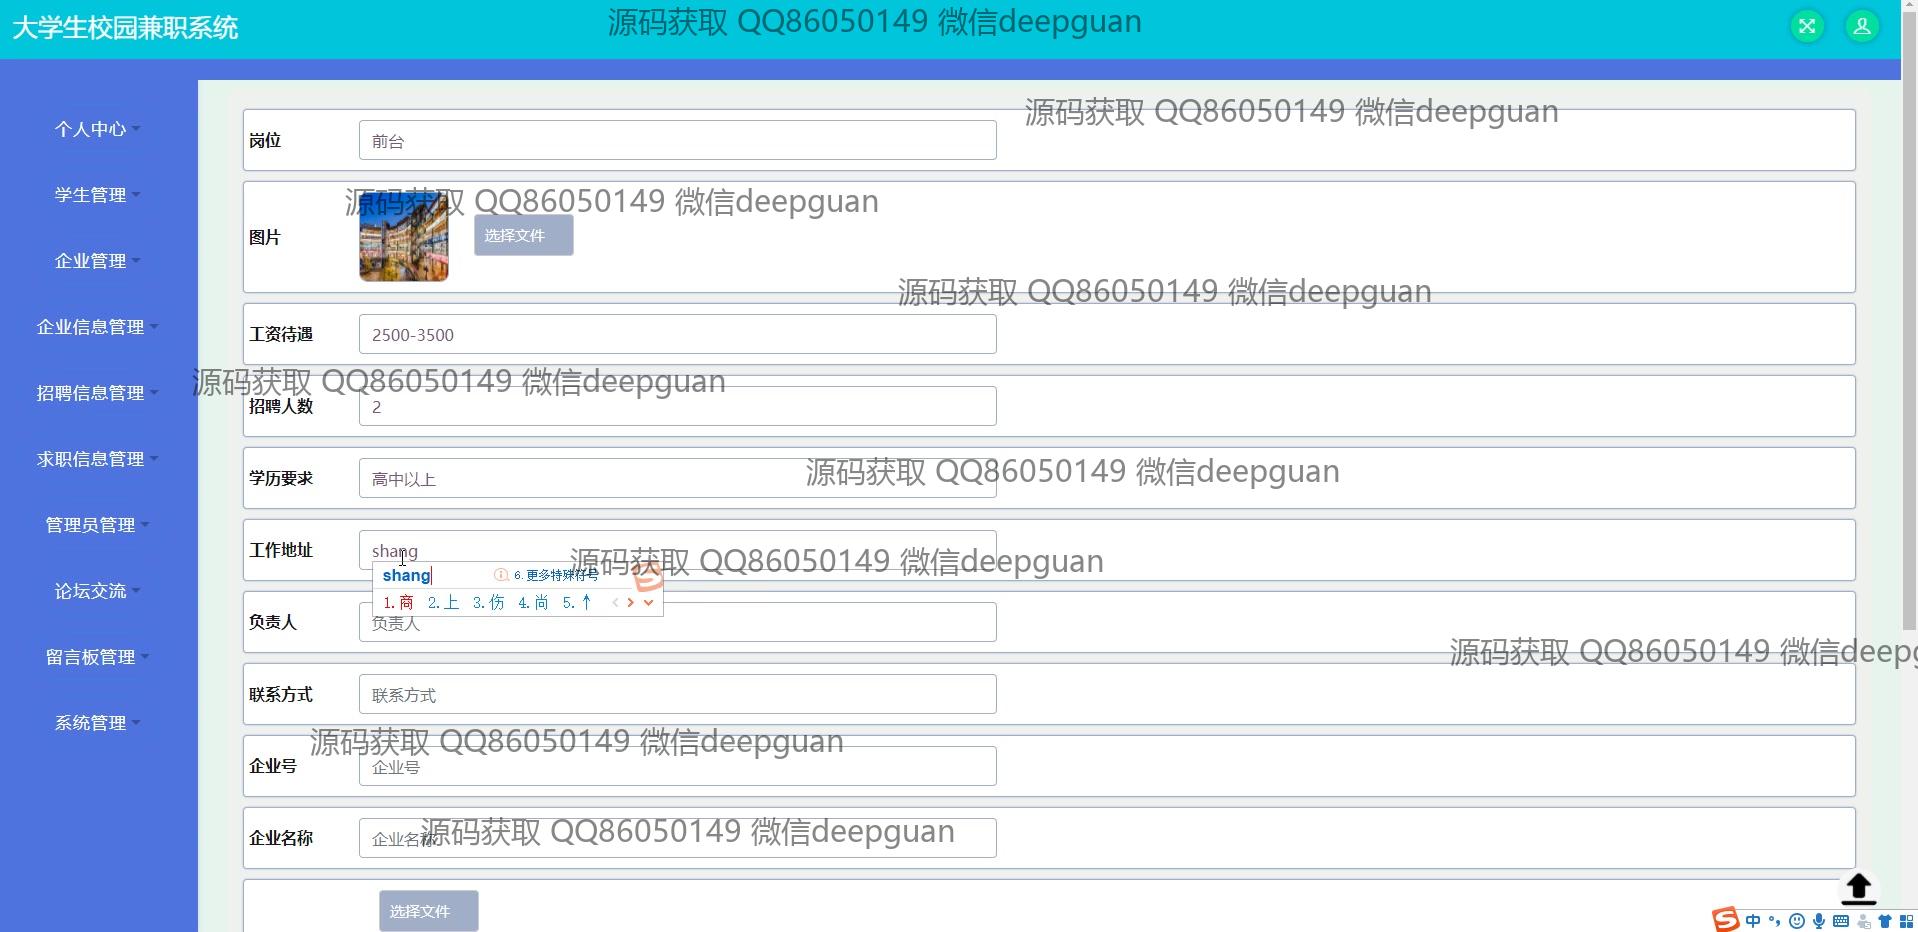 大学生校园兼职系统
源码获取 QQ86050149 微信deepguan
源码获取 QQ86050149 微信deepguan
个人中心
学生管理
企业管理
企业信息管理
招聘信息管理
求职信息管理
管理员管理
论坛交流
留言板管理
系统管理
岗位
前台
源码获取 QQ86050149 微信deepguan
图片
选择文件
源码获取 QQ86050149 微信deepguan
工资待遇
2500-3500
源码获取 QQ86050149 微信deepguan
招聘人数
2
源码获取 QQ86050149 微信deepguan
学历要求
高中以上
工作地址
shang
源码获取 QQ86050149 微信deepguan
shang
6.更多特殊符号
1.商 2.上 3.伤 4.尚 5.↑
负责人
负责人
源码获取 QQ86050149 微信deepg
联系方式
联系方式
源码获取 QQ86050149 微信deepguan
企业号
企业号
源码获取 QQ86050149 微信deepguan
企业名称
企业名称
选择文件
S 中